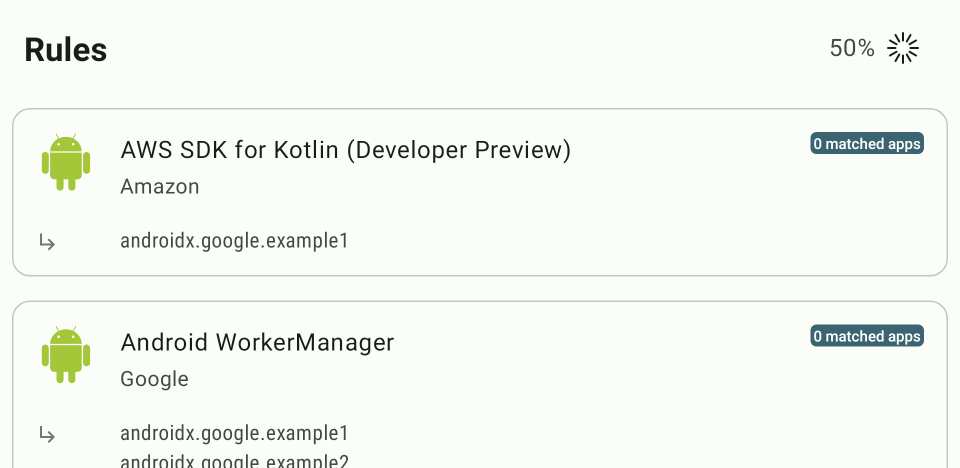 Rules
50%
AWS SDK for Kotlin (Developer Preview)
0 matched apps
Amazon
androidx.google.example1
Android WorkerManager
0 matched apps
Google
androidx.google.example1
androidx.google.example2